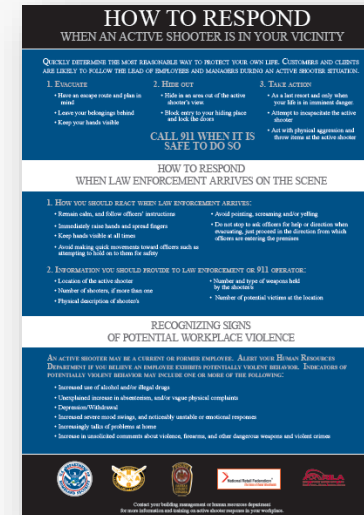 HOW TO RESPOND
WHEN AN ACTIVE SHOOTER IS IN YOUR VICINITY
Quickly determine the most reasonable way to protect your own life. Customers and clients
are likely to follow the lead of employees and managers during an active shooter situation.
1. Evacuate
• Have an escape route and plan in
mind
• Leave your belongings behind
• Keep your hands visible
2. Hide out
• Hide in an area out of the active
shooter's view
• Block entry to your hiding place
and lock the doors
3. Take action
• As a last resort and only when
your life is in imminent danger
• Attempt to incapacitate the active
shooter
• Act with physical aggression and
throw items at the active shooter
CALL 911 WHEN IT IS
SAFE TO DO SO
HOW TO RESPOND
WHEN LAW ENFORCEMENT ARRIVES ON THE SCENE
1. How you should react when law enforcement arrives:
• Remain calm, and follow officers' instructions
• Immediately raise hands and spread fingers
• Keep hands visible at all times
• Avoid making quick movements toward officers such as
attempting to hold on to them for safety
• Avoid pointing, screaming and/or yelling
• Do not stop to ask officers for help or direction when
evacuating, just proceed in the direction from which
officers are entering the premises
2. Information you should provide to law enforcement or 911 operator:
• Location of the active shooter
• Number of shooters, if more than one
• Physical description of shooter/s
• Number and type of weapons held
by the shooter/s
• Number of potential victims at the location
RECOGNIZING SIGNS
OF POTENTIAL WORKPLACE VIOLENCE
An active shooter may be a current or former employee. Alert your Human Resources
Department if you believe an employee exhibits potentially violent behavior. Indicators of
potentially violent behavior may include one or more of the following:
• Increased use of alcohol and/or illegal drugs
• Unexplained increase in absenteeism, and/or vague physical complaints
• Depression/Withdrawal
• Increased severe mood swings, and noticeably unstable or emotional responses
• Increasingly talks of problems at home
• Increase in unsolicited comments about violence, firearms, and other dangerous weapons and violent crimes
National Retail Federation
Contact your building management or human resources department
for more information and training on active shooter response in your workplace.